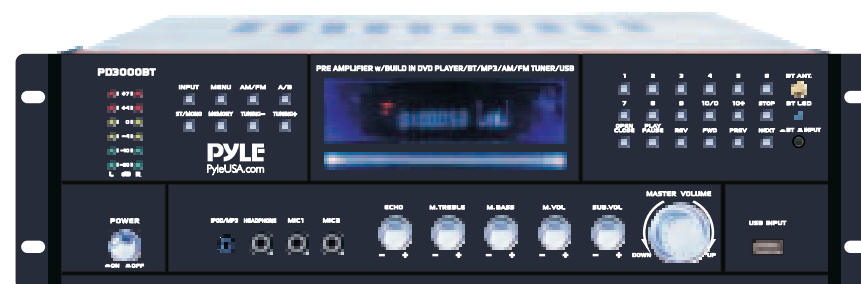 PD3000BT
PRE AMPLIFIER w/BUILD IN DVD PLAYER/BT/MP3/AM/FM TUNER/USB
INPUT MENU AM/FM A/B
ST/MONO MEMORY TUNING- TUNING+
L dB R
PYLE
PyleUSA.com
1 2 3 4 5 6 BT ANT.
7 8 9 10/0 10+ STOP BT LED
OPEN CLOSE PLAY PAUSE REV FWD PREV NEXT BT INPUT
POWER
ON OFF
IPOD/MP3 HEADPHONE MIC1 MIC2
ECHO M.TREBLE M.BASS M.VOL SUB.VOL
- + - + - + - + - +
MASTER VOLUME
DOWN UP
USB INPUT